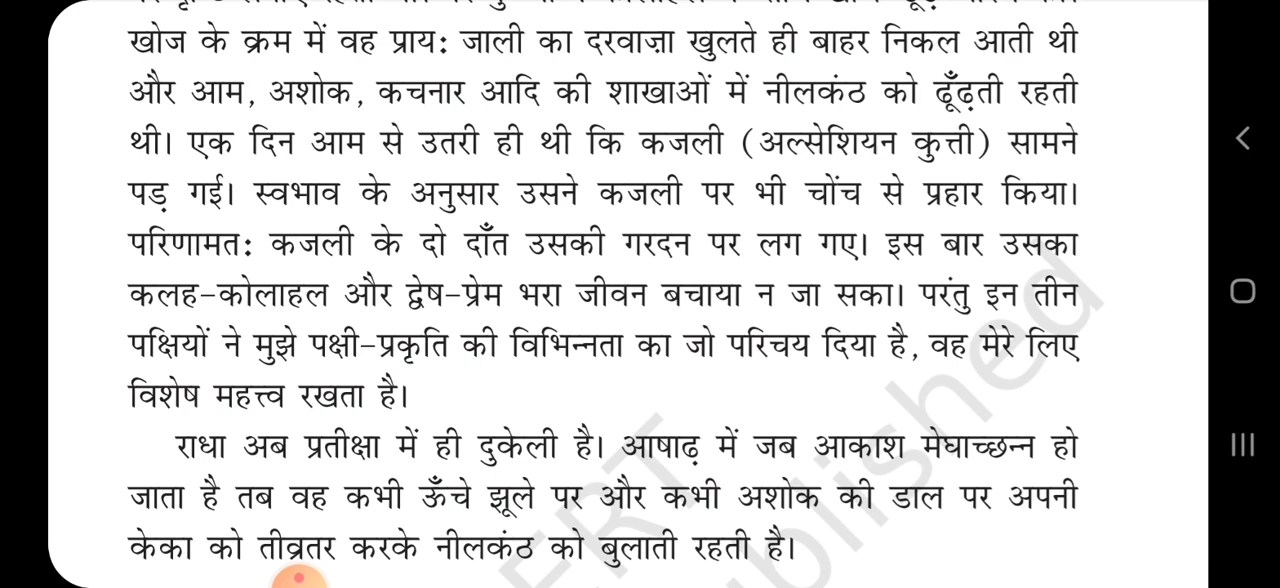 खोज के क्रम में वह प्राय: जाली का दरवाज़ा खुलते ही बाहर निकल आती थी
और आम, अशोक, कचनार आदि की शाखाओं में नीलकंठ को ढूँढ़ती रहती
थी। एक दिन आम से उतरी ही थी कि कजली (अल्सेशियन कुत्ती) सामने
पड़ गई। स्वभाव के अनुसार उसने कजली पर भी चोंच से प्रहार किया।
परिणामत: कजली के दो दाँत उसकी गरदन पर लग गए। इस बार उसका
कलह-कोलाहल और द्वेष-प्रेम भरा जीवन बचाया न जा सका। परंतु इन तीन
पक्षियों ने मुझे पक्षी-प्रकृति की विभिन्नता का जो परिचय दिया है, वह मेरे लिए
विशेष महत्त्व रखता है।
राधा अब प्रतीक्षा में ही दुकेली है। आषाढ़ में जब आकाश मेघाच्छन्न हो
जाता है तब वह कभी ऊँचे झूले पर और कभी अशोक की डाल पर अपनी
केका को तीव्रतर करके नीलकंठ को बुलाती रहती है।